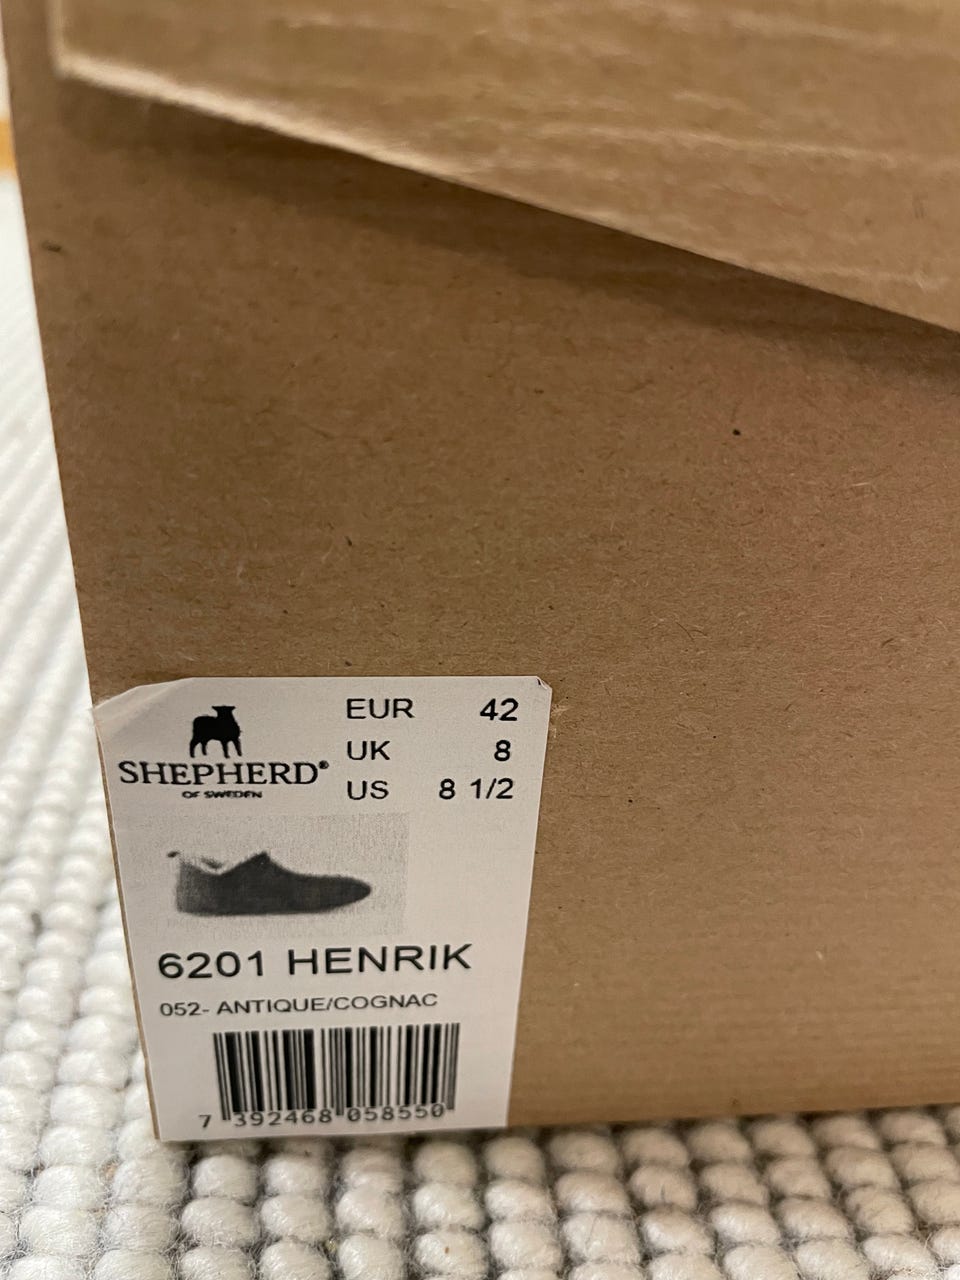 SHEPHERD®
OF SWEDEN
EUR 42
UK 8
US 8 1/2
6201 HENRIK
052- ANTIQUE/COGNAC
7 392468 058550